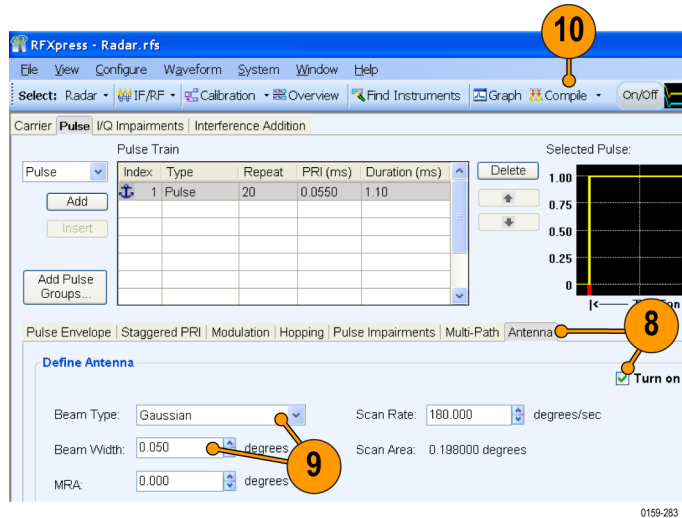 10
RFXpress - Radar.rfs
File View Configure Waveform System Window Help
Select: Radar IF/RF Calibration Overview Find Instruments Graph Compile On/Off
Carrier Pulse I/Q Impairments Interference Addition
Pulse Train Selected Pulse:
Pulse Index Type Repeat PRI (ms) Duration (ms) Delete 1.00
1 Pulse 20 0.0550 1.10
Add 0.75
Insert 0.50
0.25
Add Pulse
Groups... 0
8
Pulse Envelope Staggered PRI Modulation Hopping Pulse Impairments Multi-Path Antenna
Define Antenna
Turn on
Beam Type: Gaussian Scan Rate: 180.000 degrees/sec
Beam Width: 0.050 degrees Scan Area: 0.198000 degrees
9
MRA: 0.000 degrees
0159-283